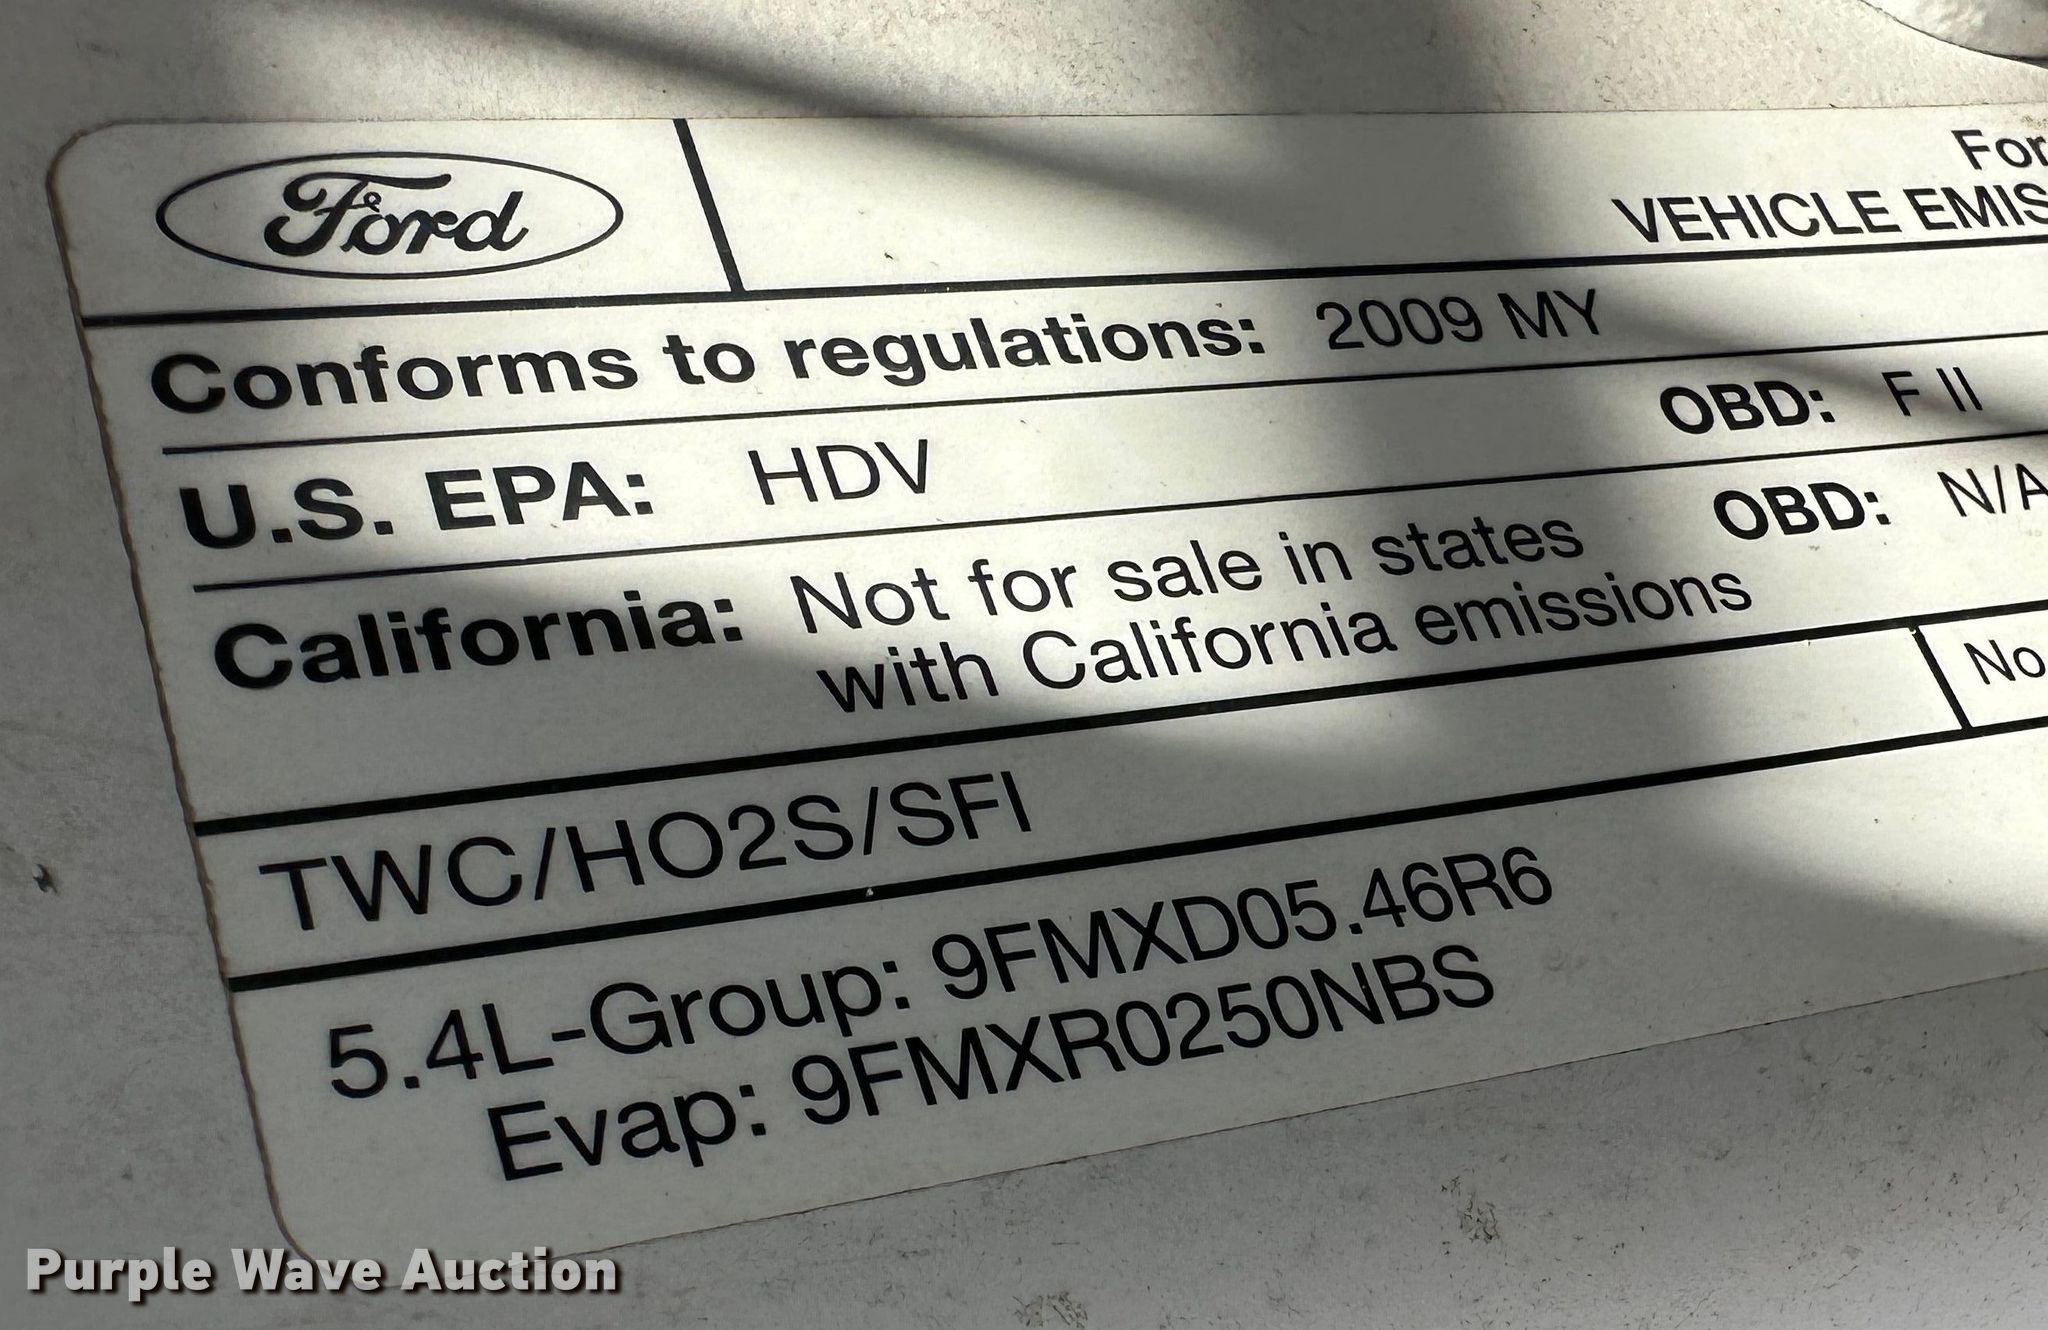 Ford
For
VEHICLE EMIS
Conforms to regulations: 2009 MY
U.S. EPA: HDV OBD: F II
California: Not for sale in states OBD: N/A
with California emissions
No
TWC/HO2S/SFI
5.4L-Group: 9FMXD05.46R6
Evap: 9FMXR0250NBS
Purple Wave Auction